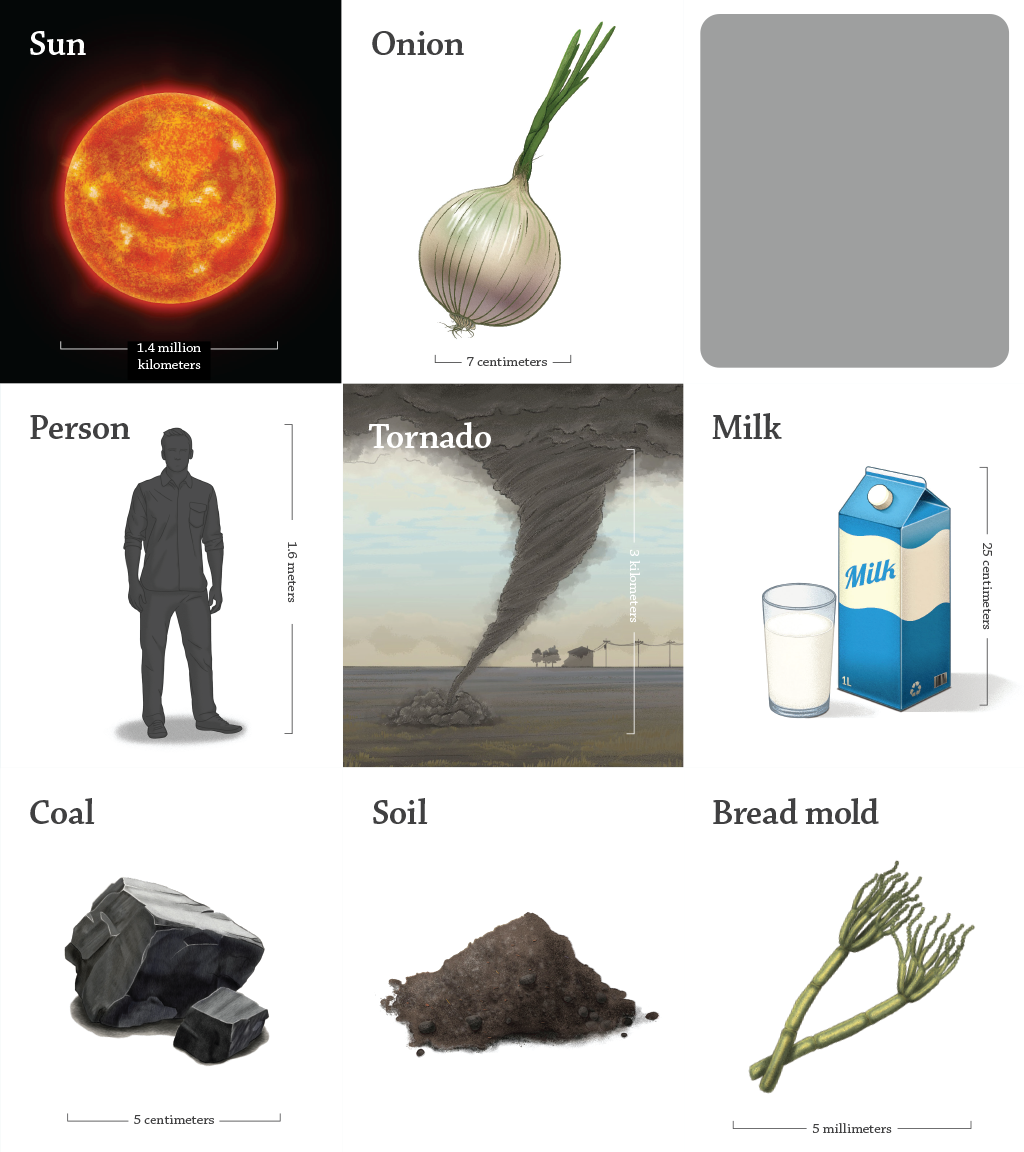 Sun
1.4 million
kilometers
Onion
7 centimeters
Person
1.6 meters
Tornado
3 kilometers
Milk
Milk
1L
25 centimeters
Coal
5 centimeters
Soil
Bread mold
5 millimeters